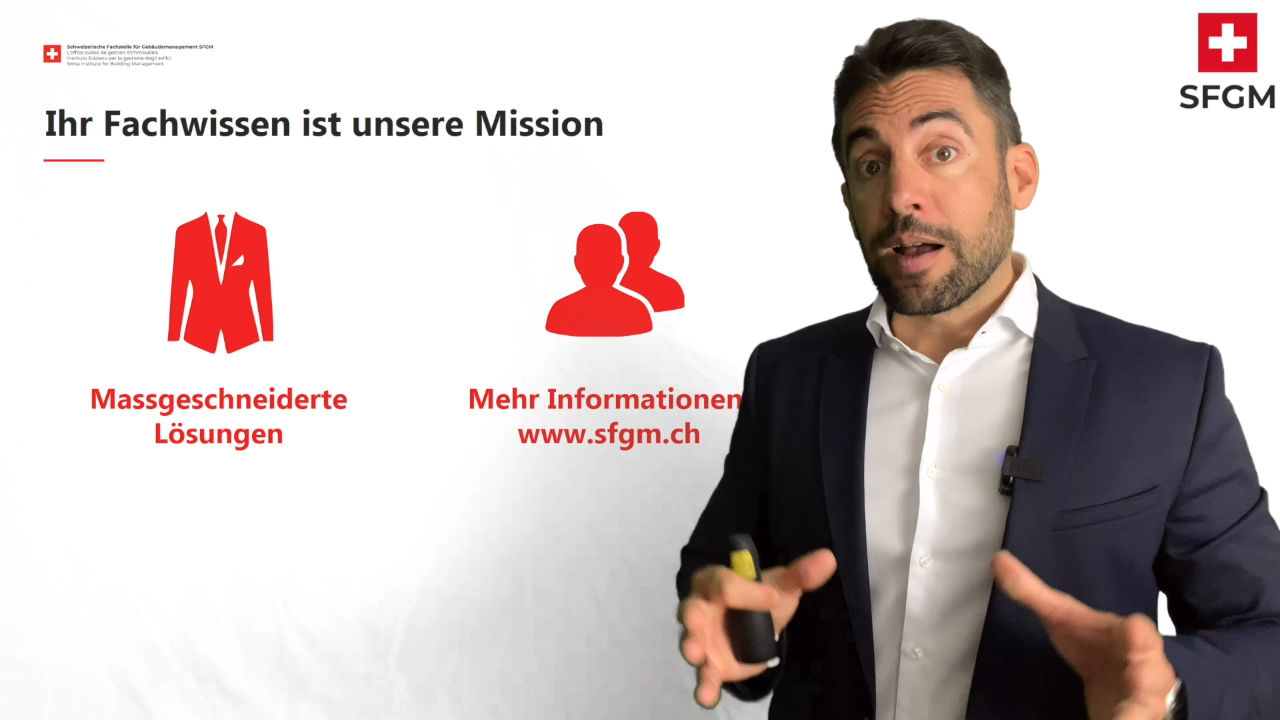 Schweizerische Fachstelle für Gebäudemanagement SFGM
L'office suisse de gestion d'immeubles
Instituto Svizzero per la gestione degli edifici
Swiss Institute for Building Management
SFGM
Ihr Fachwissen ist unsere Mission
Massgeschneiderte
Lösungen
Mehr Informationen
www.sfgm.ch